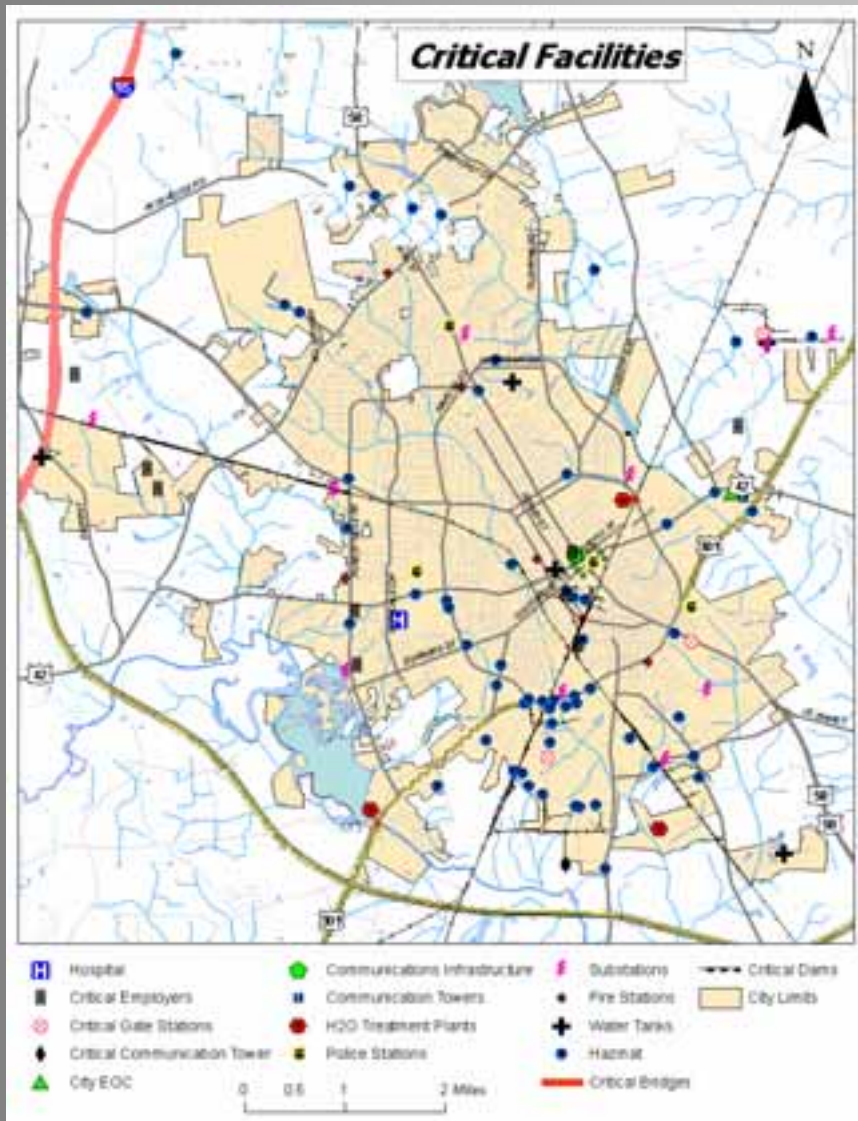 Critical Facilities
N
95
58
42
101
42
58
58
101
Hospital
Critical Employers
Critical Gate Stations
Critical Communication Tower
City EOC
Communications Infrastructure
Communication Towers
H2O Treatment Plants
Police Stations
Substations
Fire Stations
Water Tanks
Hazmat
Critical Bridges
Critical Dams
City Limits
0 0.5 1 2 Miles